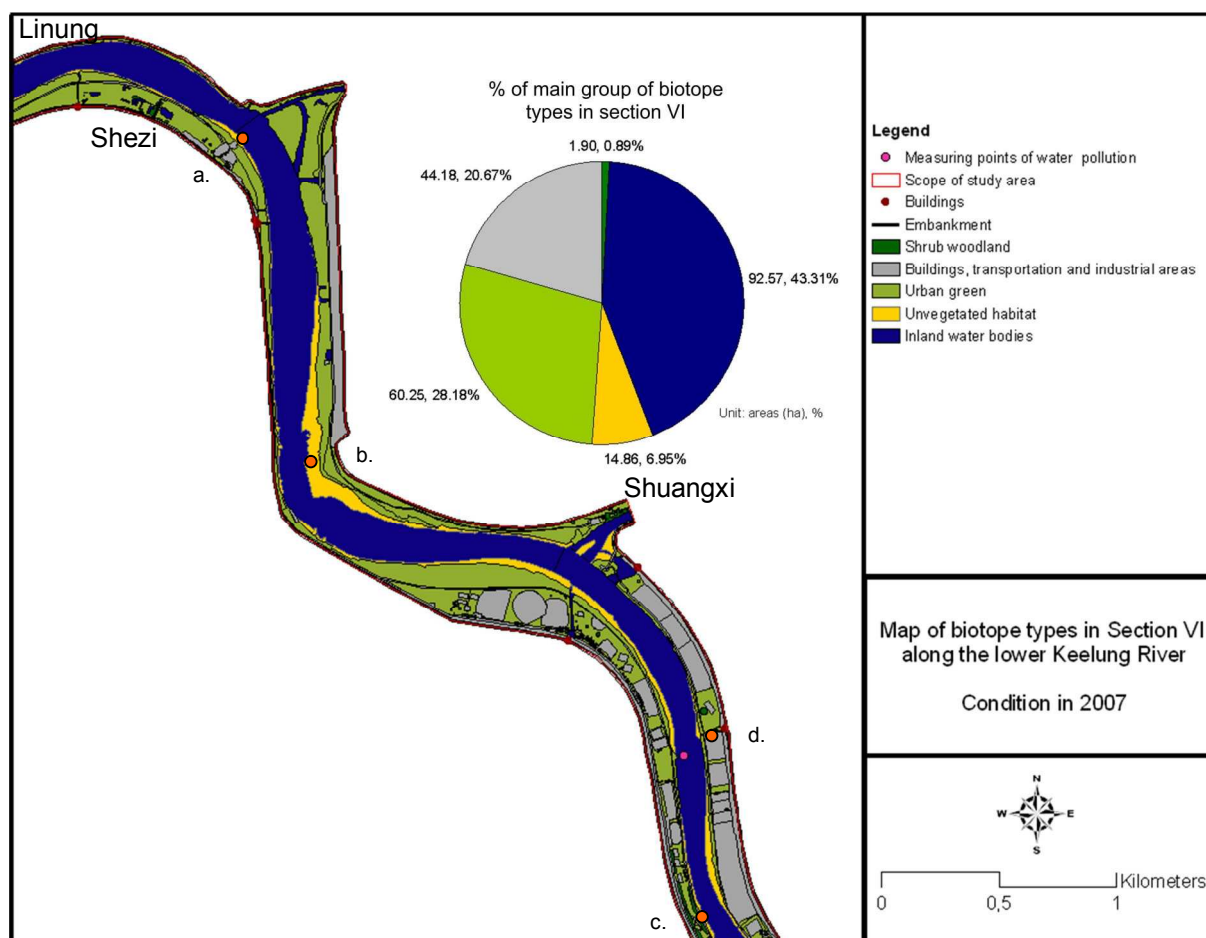 Linung
Shezi
a.
b.
Shuangxi
d.
c.
% of main group of biotope
types in section VI
1.90, 0.89%
44.18, 20.67%
92.57, 43.31%
60.25, 28.18%
14.86, 6.95%
Unit: areas (ha), %
Legend
Measuring points of water pollution
Scope of study area
Buildings
Embankment
Shrub woodland
Buildings, transportation and industrial areas
Urban green
Unvegetated habitat
Inland water bodies
Map of biotope types in Section VI
along the lower Keelung River
Condition in 2007
N
W E
S
Kilometers
0 0,5 1